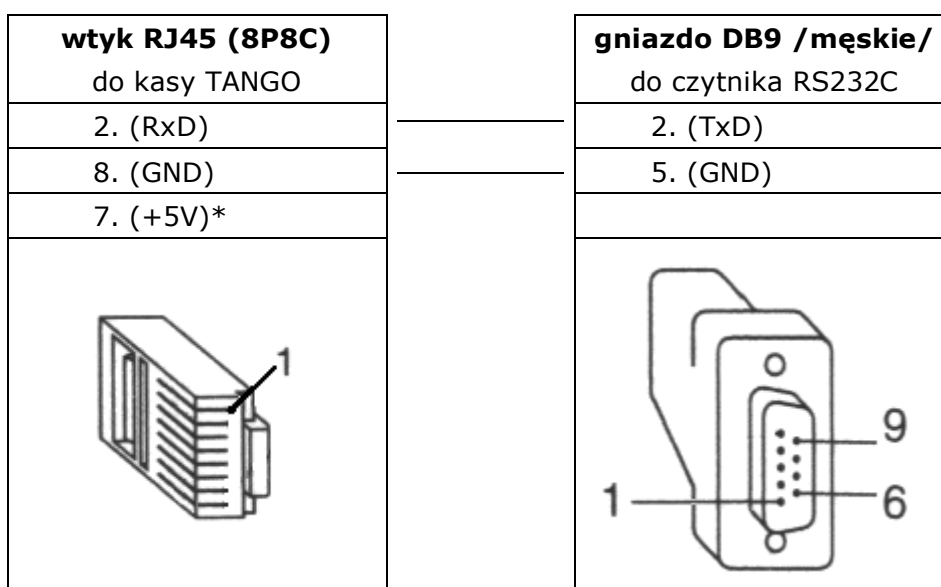 wtyk RJ45 (8P8C)
do kasy TANGO
2. (RxD)
8. (GND)
7. (+5V)*
1
gniazdo DB9 /męskie/
do czytnika RS232C
2. (TxD)
5. (GND)
9
1
6